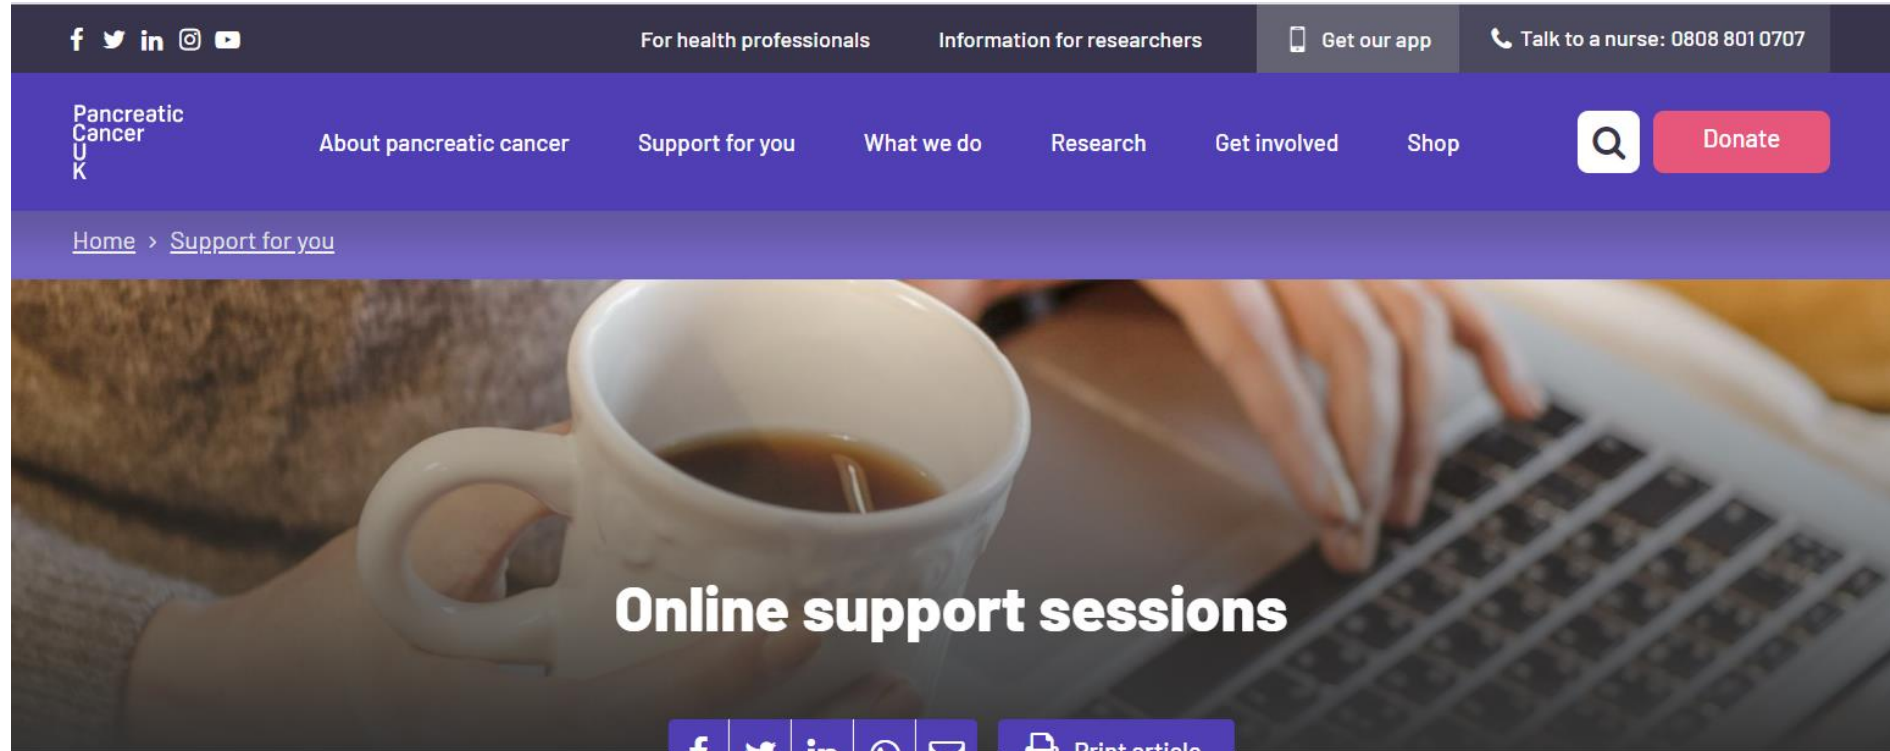 For health professionals Information for researchers Get our app Talk to a nurse: 0808 801 0707
Pancreatic
Cancer
U
K
About pancreatic cancer Support for you What we do Research Get involved Shop Donate
Home > Support for you
Online support sessions
Print article